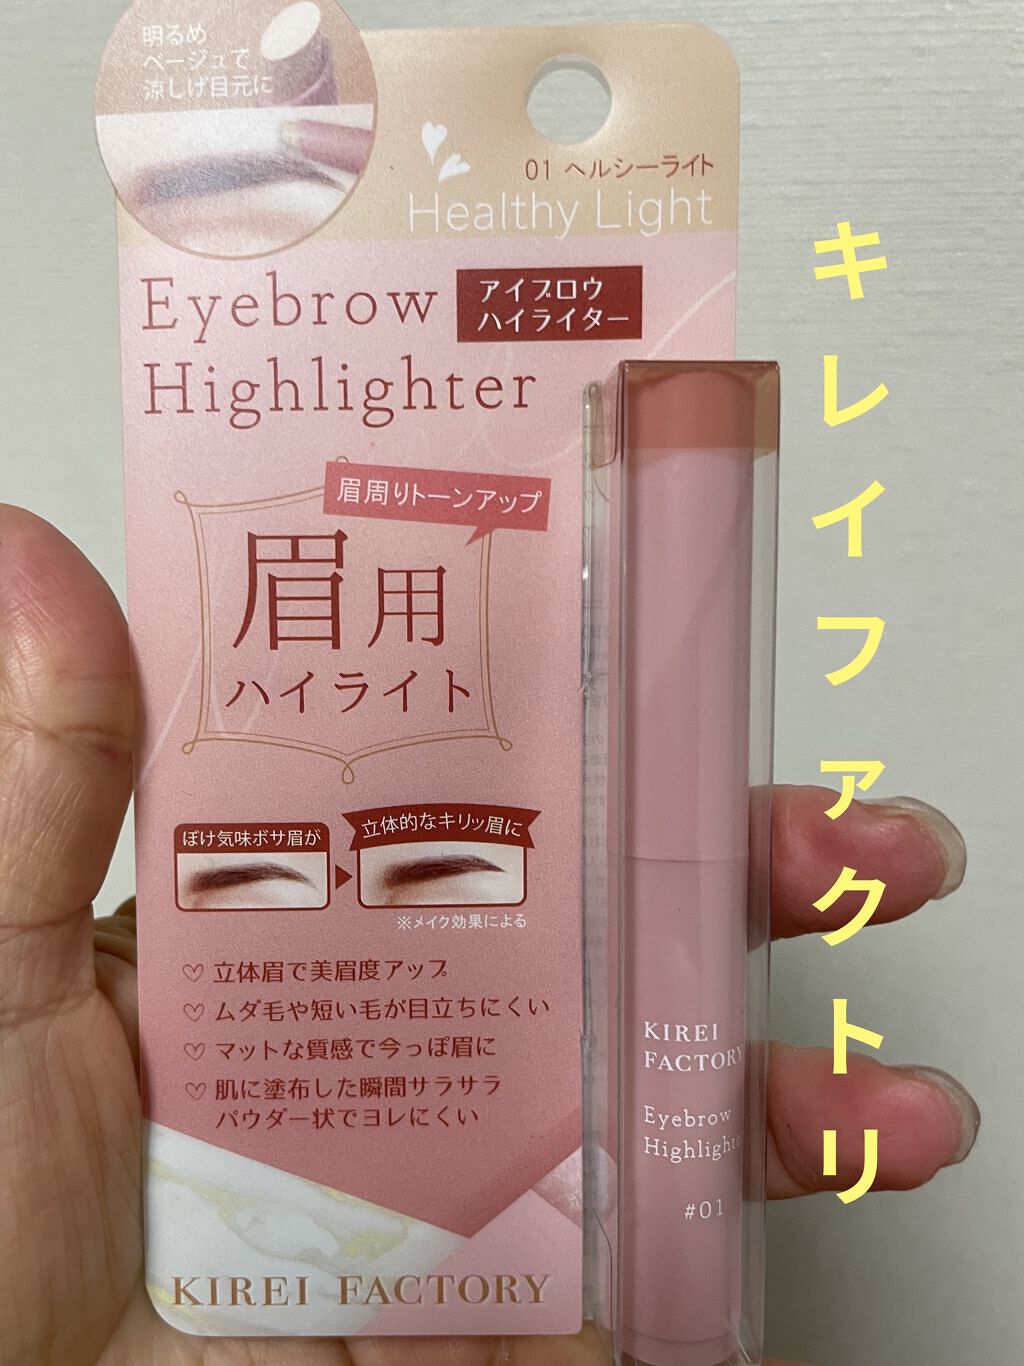 明るめ
ベージュで
涼しげ目元に
01 ヘルシーライト
Healthy Light
Eyebrow
Highlighter
アイブロウ
ハイライター
眉周りトーンアップ
眉用
ハイライト
ぼけ気味ボサ眉が
立体的なキリッ眉に
※メイク効果による
♡ 立体眉で美眉度アップ
♡ ムダ毛や短い毛が目立ちにくい
♡ マットな質感で今っぽ眉に
♡ 肌に塗布した瞬間サラサラ
パウダー状でヨレにくい
KIREI FACTORY
KIREI
FACTORY
Eyebrow
Highlighte
#01
キレイファクトリ